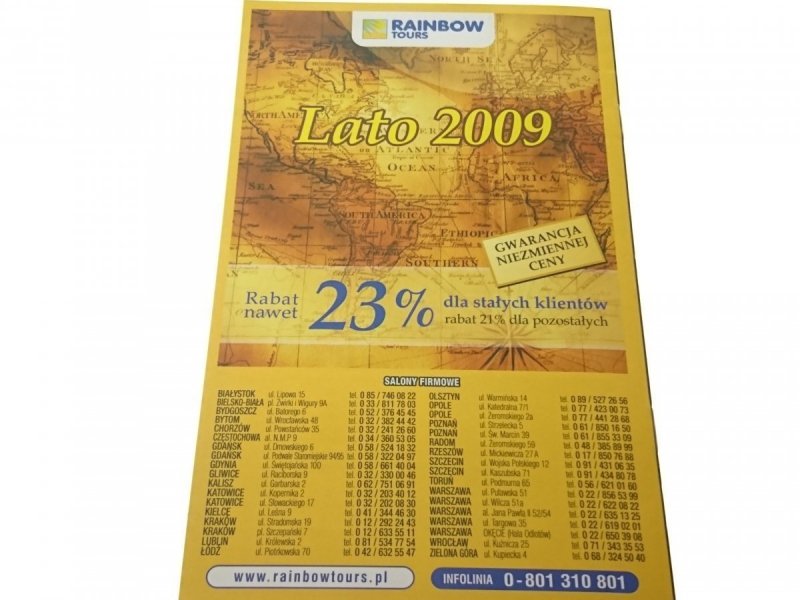 RAINBOW
TOURS
NORTH SEA
NORTH AMERICA
Lato 2009
ATLANTIC
OCEAN
AFRICA
SEA
SOUTH AMERICA
ETHIOPIC
SOUTHERN
GWARANCJA
NIEZMIENNEJ
CENY
Rabat
nawet
23%
dla stałych klientów
rabat 21% dla pozostałych
SALONY FIRMOWE
BIAŁYSTOK ul. Lipowa 15 tel. 0 85 / 746 08 22
BIELSKO-BIAŁA pl. Żwirki i Wigury 9A tel. 0 33 / 811 78 03
BYDGOSZCZ ul. Batorego 6 tel. 0 52 / 376 45 45
BYTOM ul. Wrocławska 48 tel. 0 32 / 382 44 42
CHORZÓW ul. Powstańców 35 tel. 0 32 / 241 26 60
CZĘSTOCHOWA al. N.M.P 9 tel. 0 34 / 360 53 05
GDAŃSK ul. Dmowskiego 6 tel. 0 58 / 524 18 32
GDAŃSK ul. Podwale Staromiejskie 94/95 tel. 0 58 / 322 04 97
GDYNIA ul. Świętojańska 100 tel. 0 58 / 661 40 04
GLIWICE ul. Raciborska 9 tel. 0 32 / 330 00 46
KALISZ ul. Garbarska 2 tel. 0 62 / 751 06 91
KATOWICE ul. Kopernika 2 tel. 0 32 / 203 40 12
KATOWICE ul. Słowackiego 17 tel. 0 32 / 202 08 30
KIELCE ul. Leśna 9 tel. 0 41 / 344 46 30
KRAKÓW ul. Stradomska 19 tel. 0 12 / 292 24 43
KRAKÓW pl. Szczepański 7 tel. 0 12 / 633 55 11
LUBLIN ul. Królewska 2 tel. 0 81 / 534 77 54
ŁÓDŹ ul. Piotrkowska 70 tel. 0 42 / 632 55 47
OLSZTYN ul. Warmińska 14 tel. 0 89 / 527 26 56
OPOLE ul. Katedralna 7/1 tel. 0 77 / 423 00 73
OPOLE ul. Żeromskiego 2a tel. 0 77 / 441 28 68
POZNAŃ ul. Strzelecka 5 tel. 0 61 / 850 16 50
POZNAŃ ul. Św. Marcin 39 tel. 0 61 / 855 33 09
RADOM ul. Żeromskiego 59 tel. 0 48 / 385 89 99
RZESZÓW ul. Mickiewicza 27 A tel. 0 17 / 850 76 88
SZCZECIN ul. Wojska Polskiego 12 tel. 0 91 / 431 06 35
SZCZECIN ul. Kaszubska 71 tel. 0 91 / 434 80 78
TORUŃ ul. Podmurna 65 tel. 0 56 / 621 01 60
WARSZAWA ul. Puławska 51 tel. 0 22 / 856 53 99
WARSZAWA ul. Wilcza 51a tel. 0 22 / 622 08 22
WARSZAWA al. Jana Pawła II 52/54 tel. 0 22 / 635 13 25
WARSZAWA ul. Targowa 35 tel. 0 22 / 619 02 01
WARSZAWA OKĘCIE (Hala Odlotów) tel. 0 22 / 650 39 08
WROCŁAW ul. Kuźnicza 25 tel. 0 71 / 343 35 53
ZIELONA GÓRA ul. Kupiecka 4 tel. 0 68 / 324 50 40
www.rainbowtours.pl
INFOLINIA 0-801 310 801